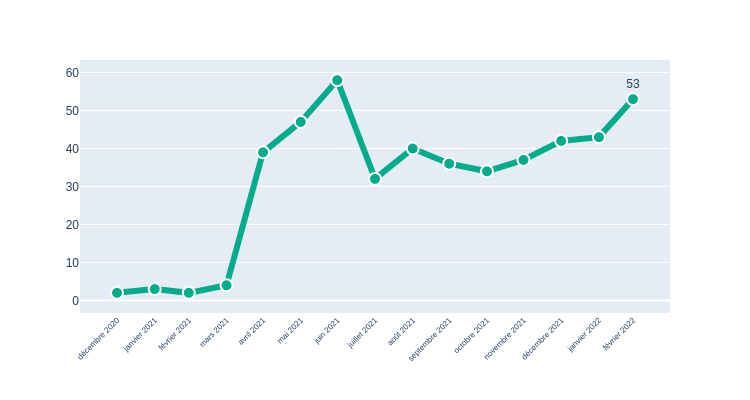 60
50
40
30
20
10
0
53
décembre 2020
janvier 2021
février 2021
mars 2021
avril 2021
mai 2021
juin 2021
juillet 2021
août 2021
septembre 2021
octobre 2021
novembre 2021
décembre 2021
janvier 2022
février 2022